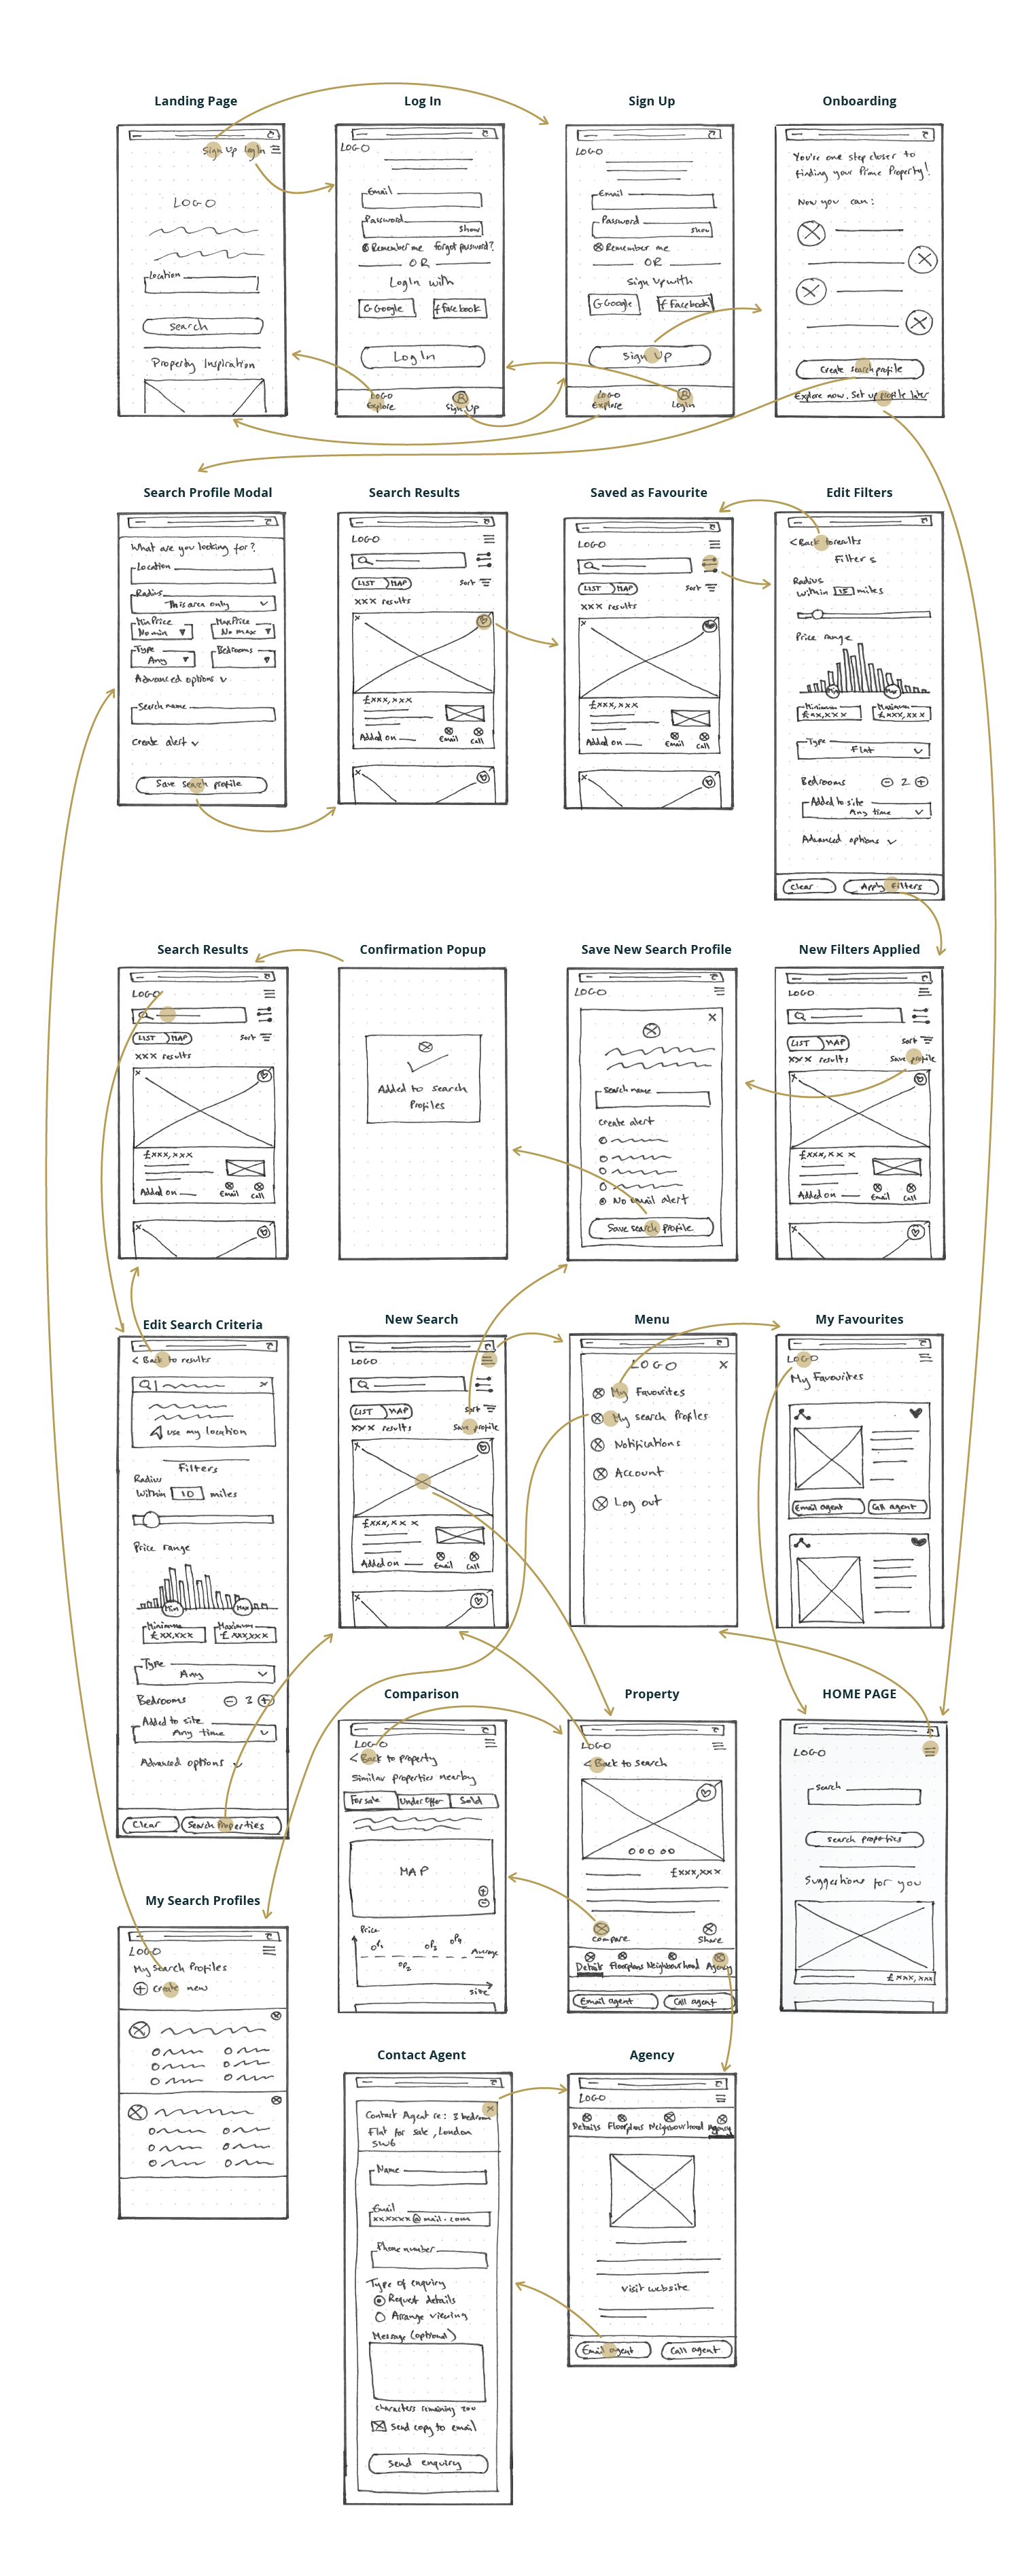 Landing Page
Sign Up Log In
LOGO
Location
Search
Property Inspiration
Log In
LOGO
Email
Password
Show
Remember me forgot password?
OR
Log In with
G Google f facebook
Log In
LOGO
Explore Sign Up
Sign Up
LOGO
Email
Password
Show
Remember me
OR
Sign Up with
G Google f facebook
Sign Up
LOGO
Explore Log In
Onboarding
You're one step closer to
finding your Prime Property!
Now you can:
Create search profile
Explore now. Set up profile later
Search Profile Modal
What are you looking for?
Location
Radius
This area only
Min Price Max Price
No min No max
Type Bedrooms
Any
Advanced options
Search name
Create alert
Save search profile
Search Results
LOGO
LIST MAP Sort
xxx results
£xxx,xxx
Added on Email Call
Saved as Favourite
LOGO
LIST MAP Sort
xxx results
£xxx,xxx
Added on Email Call
Edit Filters
< Back to results
Filters
Radius
Within 15 miles
Price range
Min Max
Minimum Maximum
£xx,xxx £xxx,xxx
Type
Flat
Bedrooms 2
Added to site
Any time
Advanced options
Clear Apply Filters
Search Results
LOGO
LIST MAP Sort
xxx results
£xxx,xxx
Added on Email Call
Confirmation Popup
Added to search
Profiles
Save New Search Profile
LOGO
X
Search name
Create alert
No email alert
Save search profile
New Filters Applied
LOGO
LIST MAP Sort
xxx results Save profile
£xxx,xxx
Added on Email Call
Edit Search Criteria
< Back to results
Use my location
Filters
Radius
Within 10 miles
Price range
Min Max
Minimum Maximum
£xx,xxx £xxx,xxx
Type
Any
Bedrooms 3
Added to site
Any time
Advanced options
Clear Search Properties
New Search
LOGO
LIST MAP Sort
xxx results Save profile
£xxx,xxx
Added on Email Call
Menu
LOGO X
My Favourites
My search Profiles
Notifications
Account
Log out
My Favourites
LOGO
My Favourites
Email agent Call agent
Comparison
LOGO
< Back to property
Similar properties nearby
For sale Under Offer Sold
MAP
Price
OP1 OP3 OP4 Average
OP2
size
Property
LOGO
< Back to search
£xxx,xxx
Compare Share
Details Floorplans Neighbourhood Agency
Email agent Call agent
HOME PAGE
LOGO
Search
Search properties
Suggestions for you
£xxx,xxx
My Search Profiles
LOGO
My Search Profiles
Create new
Contact Agent
Contact Agent re: 3 bedroom
Flat for sale, London
SW6
Name
Email
xxxxxx@mail.com
Phone number
Type of enquiry
Request details
Arrange viewing
Message (optional)
characters remaining 200
Send copy to email
Send enquiry
Agency
LOGO
Details Floorplans Neighbourhood Agency
Visit website
Email agent Call agent